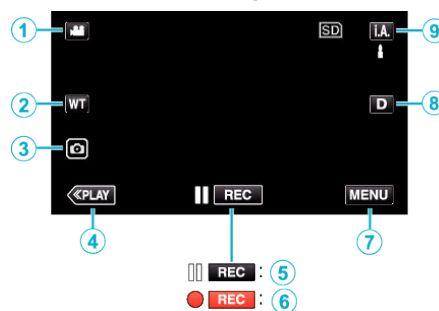 1 SD i.A. 9
2 WT D 8
3
≪PLAY REC MENU
4 7
REC : 5
REC : 6